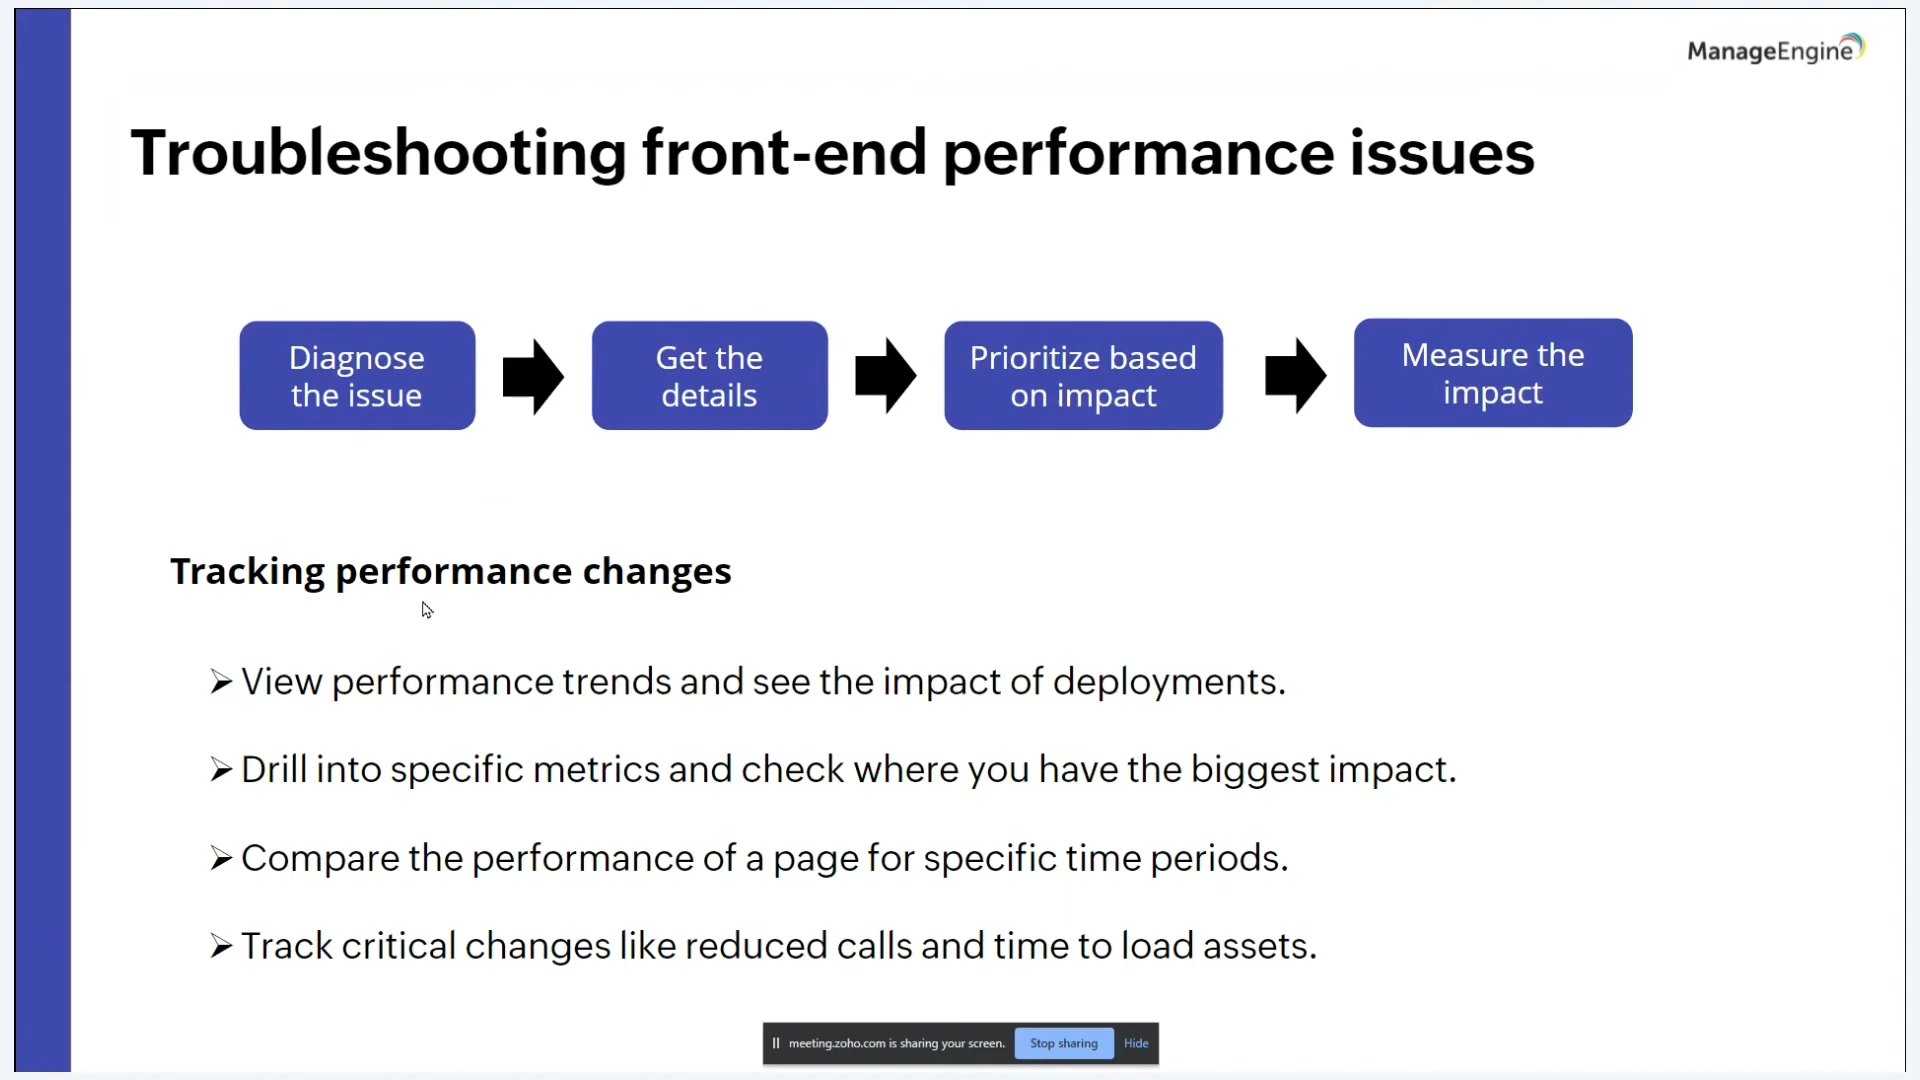 ManageEngine
Troubleshooting front-end performance issues
Diagnose
the issue
Get the
details
Prioritize based
on impact
Measure the
impact
Tracking performance changes
➢ View performance trends and see the impact of deployments.
➢ Drill into specific metrics and check where you have the biggest impact.
➢ Compare the performance of a page for specific time periods.
➢ Track critical changes like reduced calls and time to load assets.
meeting.zoho.com is sharing your screen. Stop sharing Hide